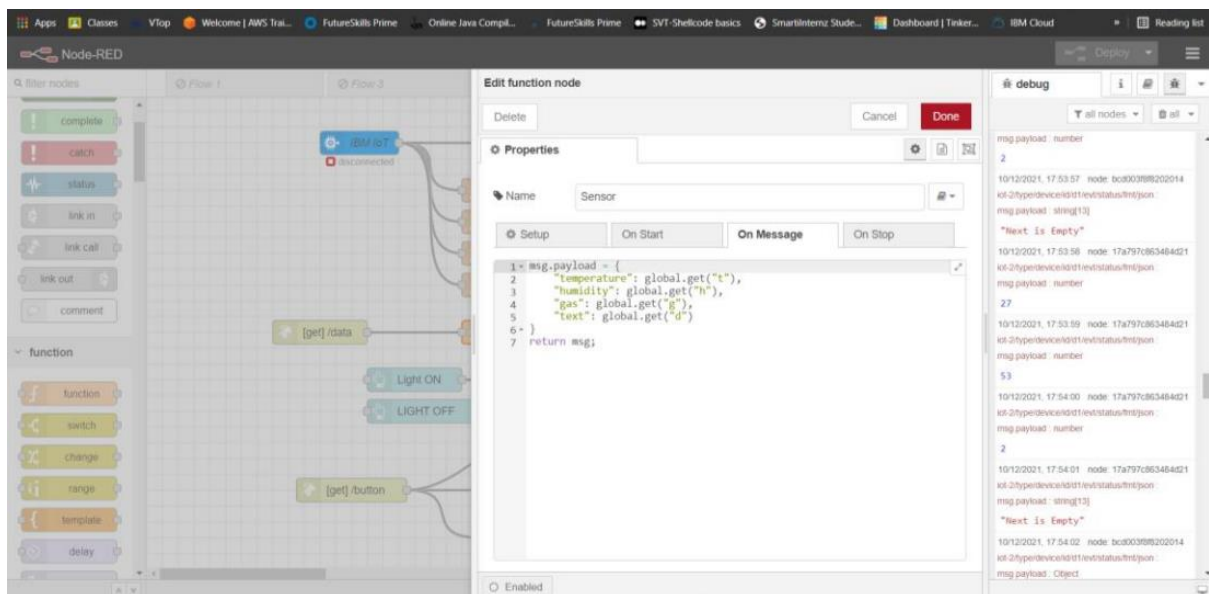 Apps Classes VTop Welcome | AWS Trai... FutureSkills Prime Online Java Compil... FutureSkills Prime SVT-Shellcode basics SmartiInternz Stude... Dashboard | Tinker... IBM Cloud » Reading list
Node-RED Deploy
filter nodes
complete
catch
status
link in
link call
link out
comment
function
function
switch
change
range
template
delay
Flow 1 Flow 3
IBM IoT
disconnected
[get] /data
Light ON
LIGHT OFF
[get] /button
Edit function node
Delete Cancel Done
Properties
Name Sensor
Setup On Start On Message On Stop
1 msg.payload = {
2 "temperature": global.get("t"),
3 "humidity": global.get("h"),
4 "gas": global.get("g"),
5 "text": global.get("d")
6 }
7 return msg;
Enabled
debug
all nodes all
msg.payload : number
2
10/12/2021, 17:53:57 node: bcd003f8f8202014
iot-2/type/device/id/d1/evt/status/fmt/json :
msg.payload : string[13]
"Next is Empty"
10/12/2021, 17:53:58 node: 17a797c863484d21
iot-2/type/device/id/d1/evt/status/fmt/json :
msg.payload : number
27
10/12/2021, 17:53:59 node: 17a797c863484d21
iot-2/type/device/id/d1/evt/status/fmt/json :
msg.payload : number
53
10/12/2021, 17:54:00 node: 17a797c863484d21
iot-2/type/device/id/d1/evt/status/fmt/json :
msg.payload : number
2
10/12/2021, 17:54:01 node: 17a797c863484d21
iot-2/type/device/id/d1/evt/status/fmt/json :
msg.payload : string[13]
"Next is Empty"
10/12/2021, 17:54:02 node: bcd003f8f8202014
iot-2/type/device/id/d1/evt/status/fmt/json :
msg.payload : Object